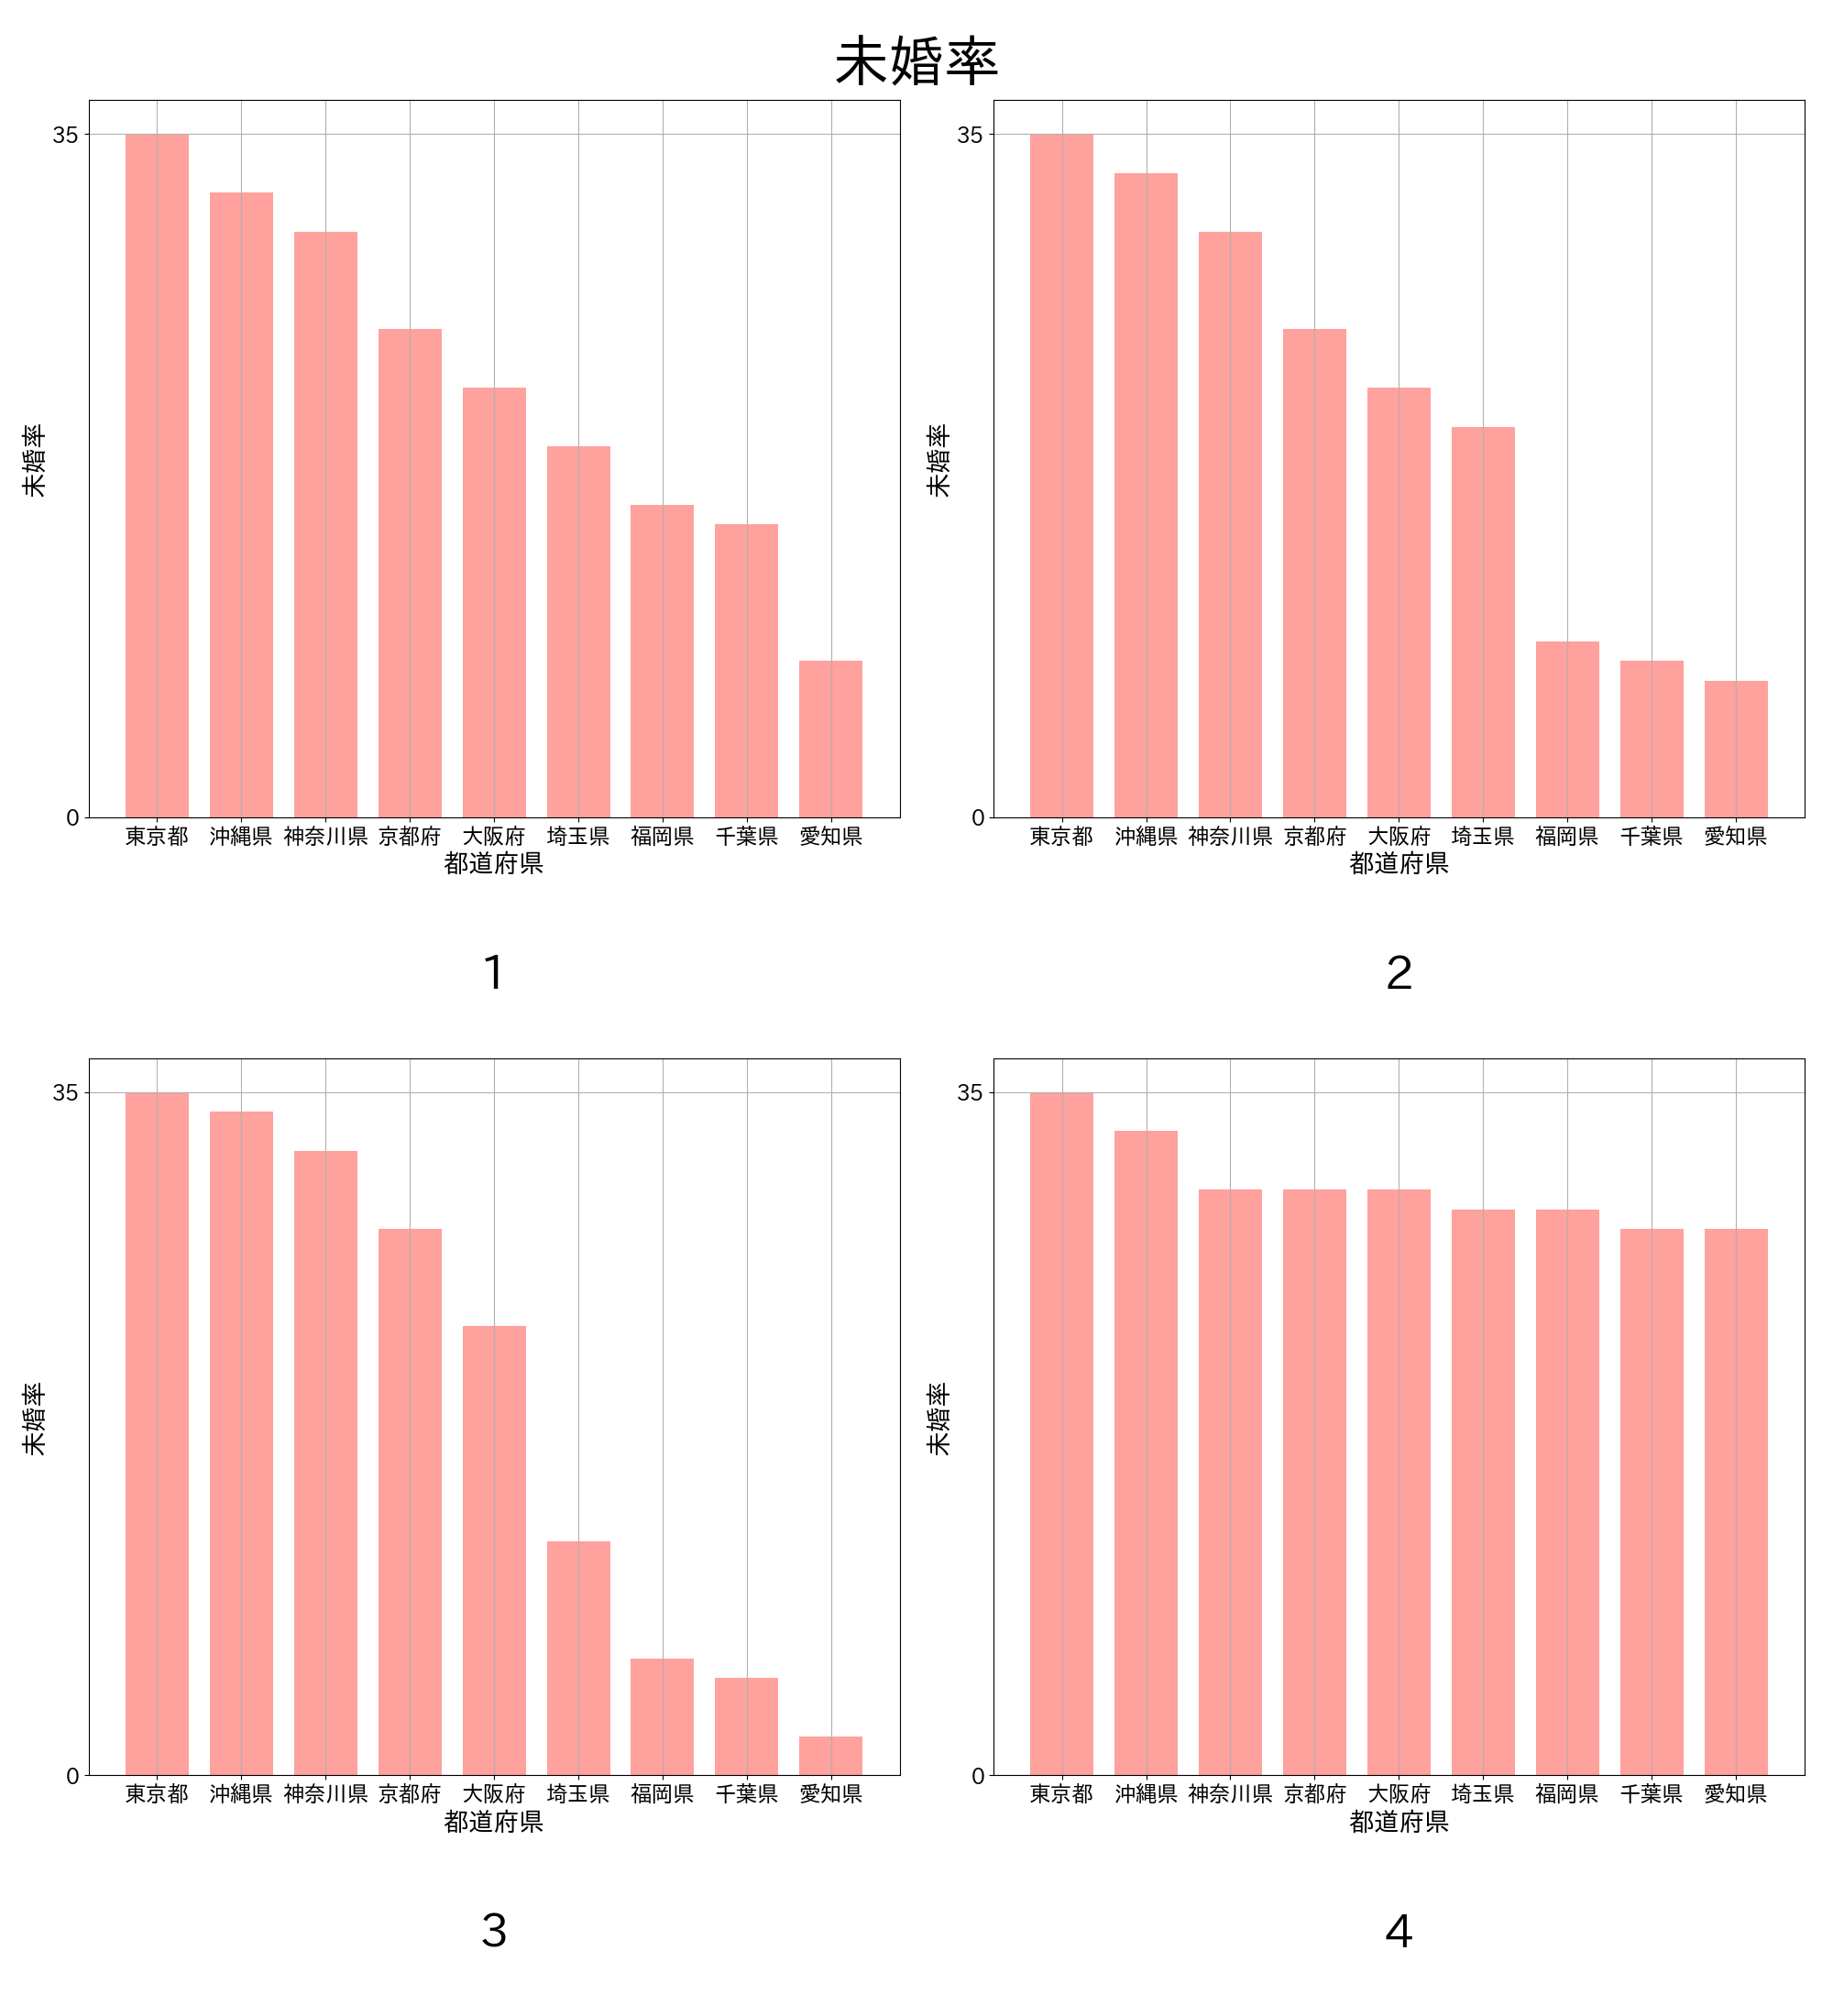 未婚率
35
0
未婚率
東京都 沖縄県 神奈川県 京都府 大阪府 埼玉県 福岡県 千葉県 愛知県
都道府県
1
35
0
未婚率
東京都 沖縄県 神奈川県 京都府 大阪府 埼玉県 福岡県 千葉県 愛知県
都道府県
2
35
0
未婚率
東京都 沖縄県 神奈川県 京都府 大阪府 埼玉県 福岡県 千葉県 愛知県
都道府県
3
35
0
未婚率
東京都 沖縄県 神奈川県 京都府 大阪府 埼玉県 福岡県 千葉県 愛知県
都道府県
4